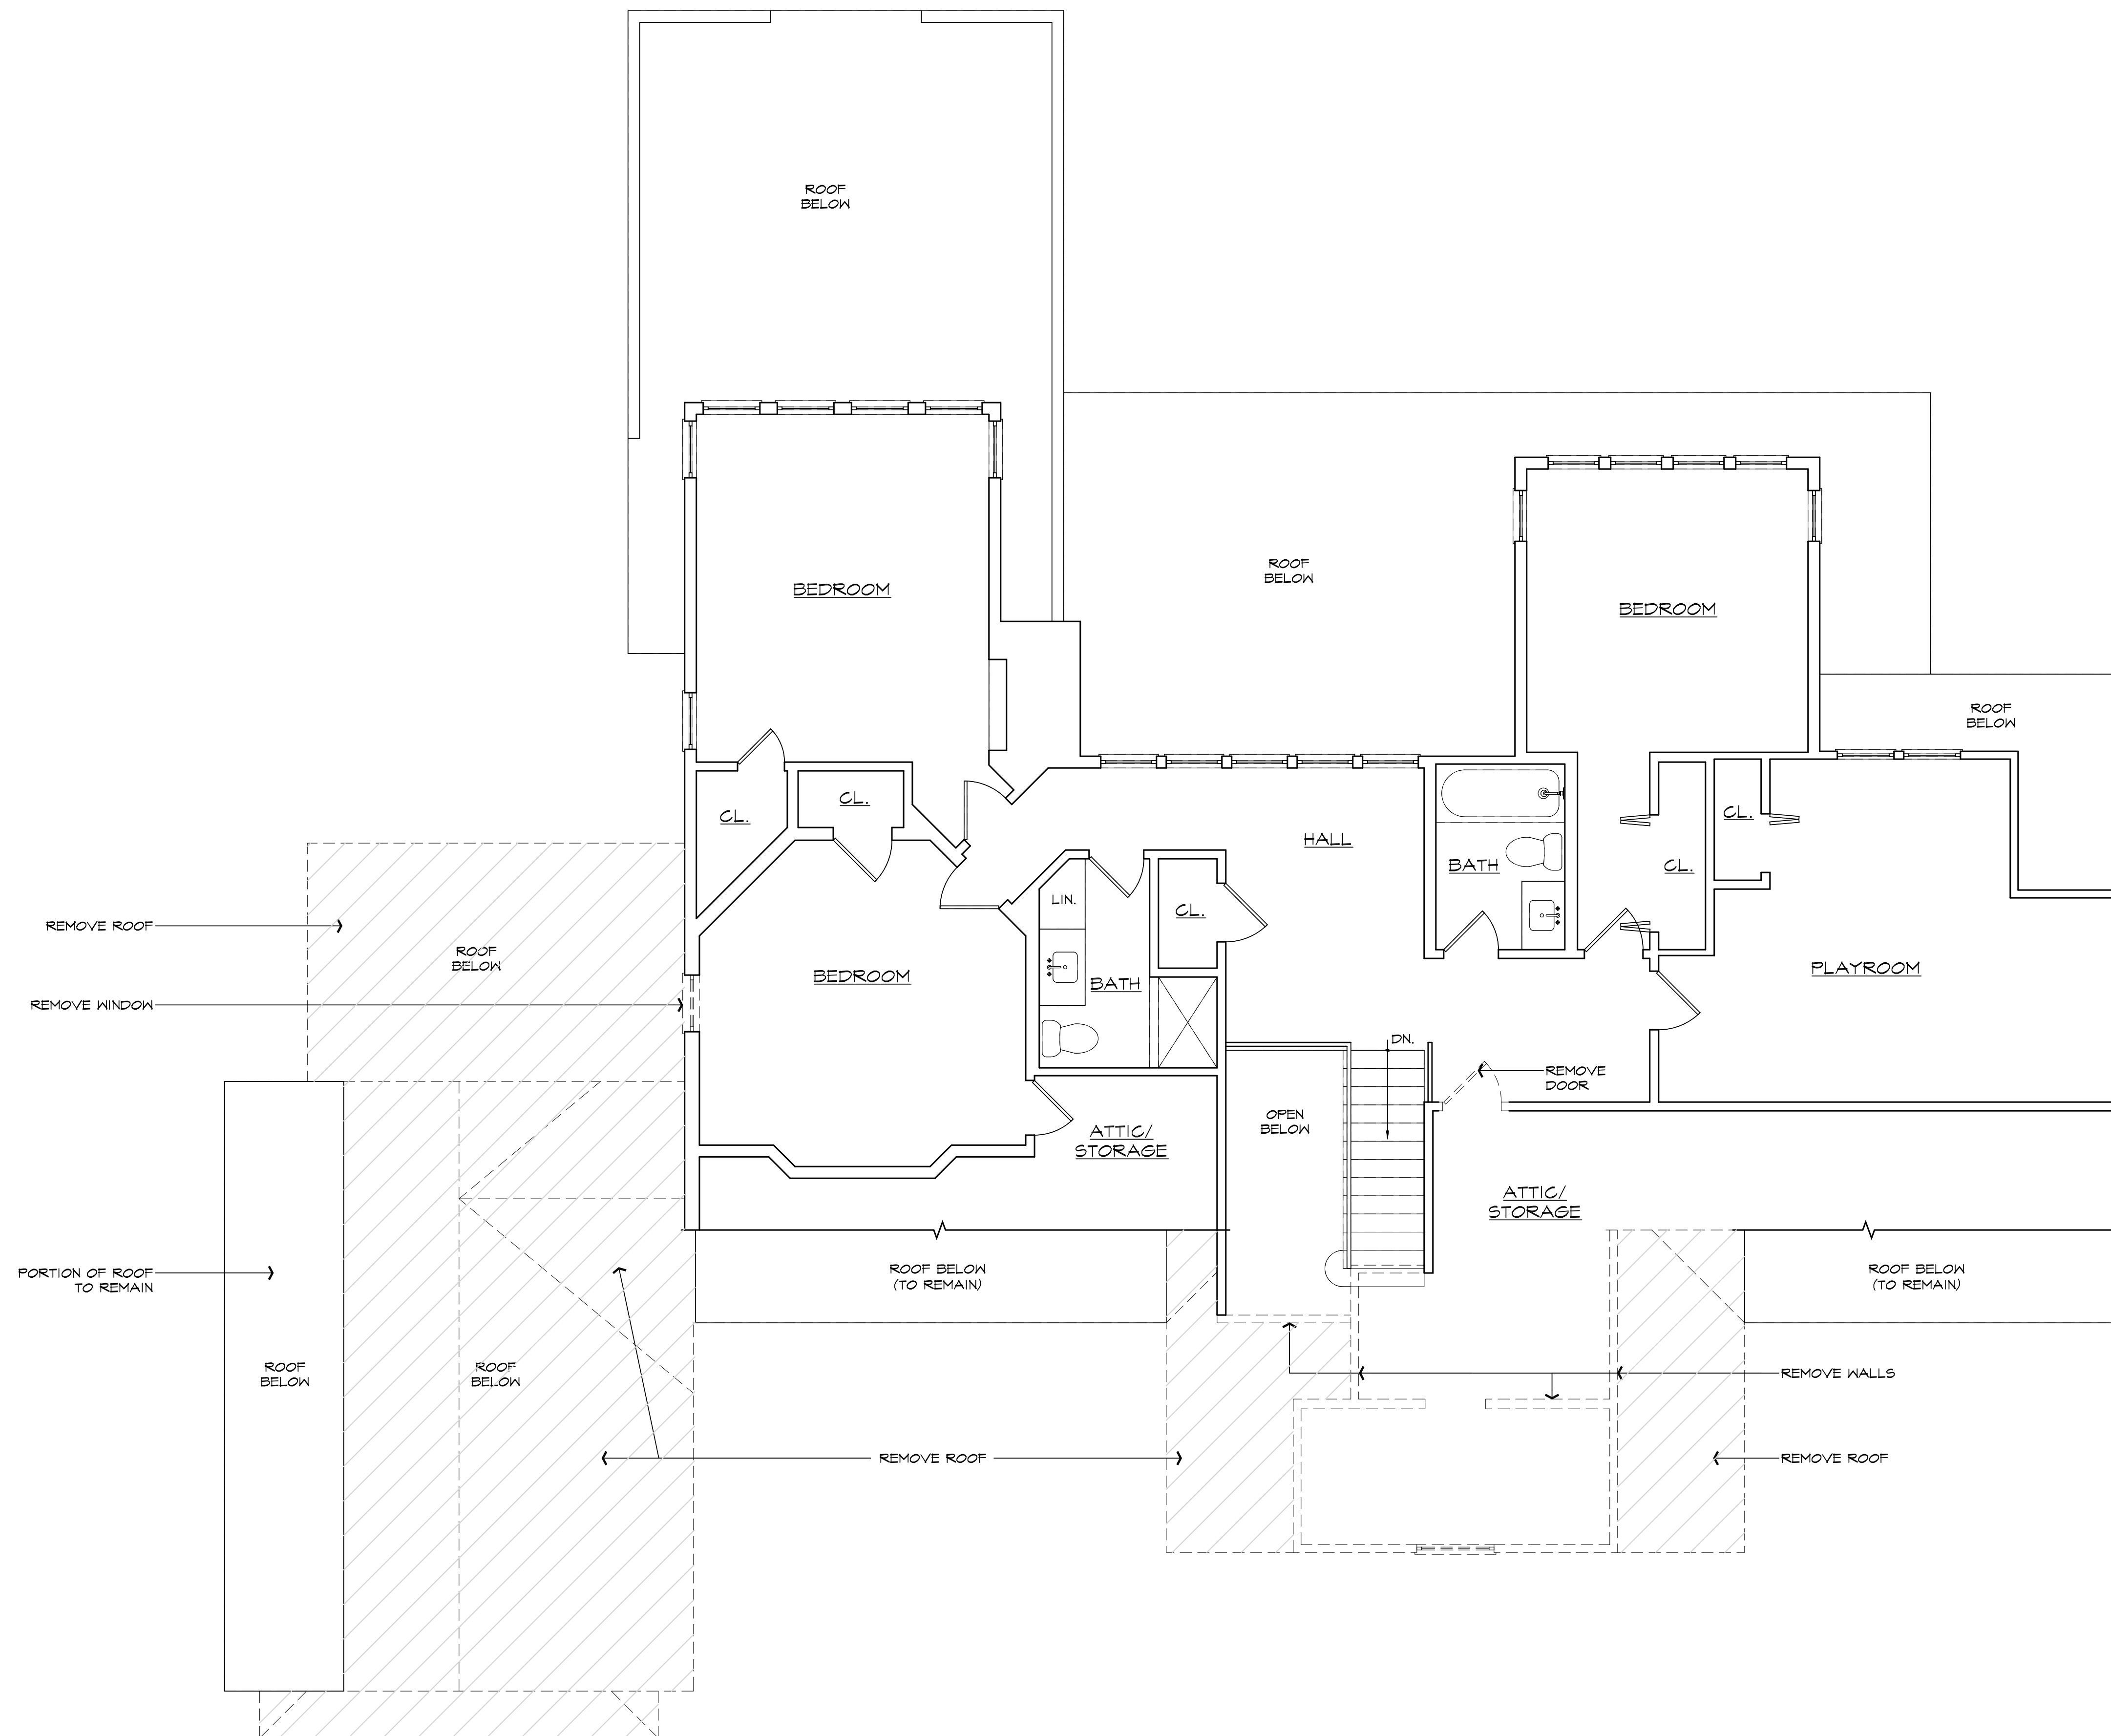 ROOF
BELOW
ROOF
BELOW
BEDROOM
BEDROOM
ROOF
BELOW
CL.
CL.
HALL
CL.
BATH
CL.
LIN.
CL.
REMOVE ROOF
ROOF
BELOW
BEDROOM
BATH
PLAYROOM
REMOVE WINDOW
DN.
REMOVE
DOOR
OPEN
BELOW
ATTIC/
STORAGE
ATTIC/
STORAGE
PORTION OF ROOF
TO REMAIN
ROOF BELOW
(TO REMAIN)
ROOF BELOW
(TO REMAIN)
ROOF
BELOW
ROOF
BELOW
REMOVE WALLS
REMOVE ROOF
REMOVE ROOF